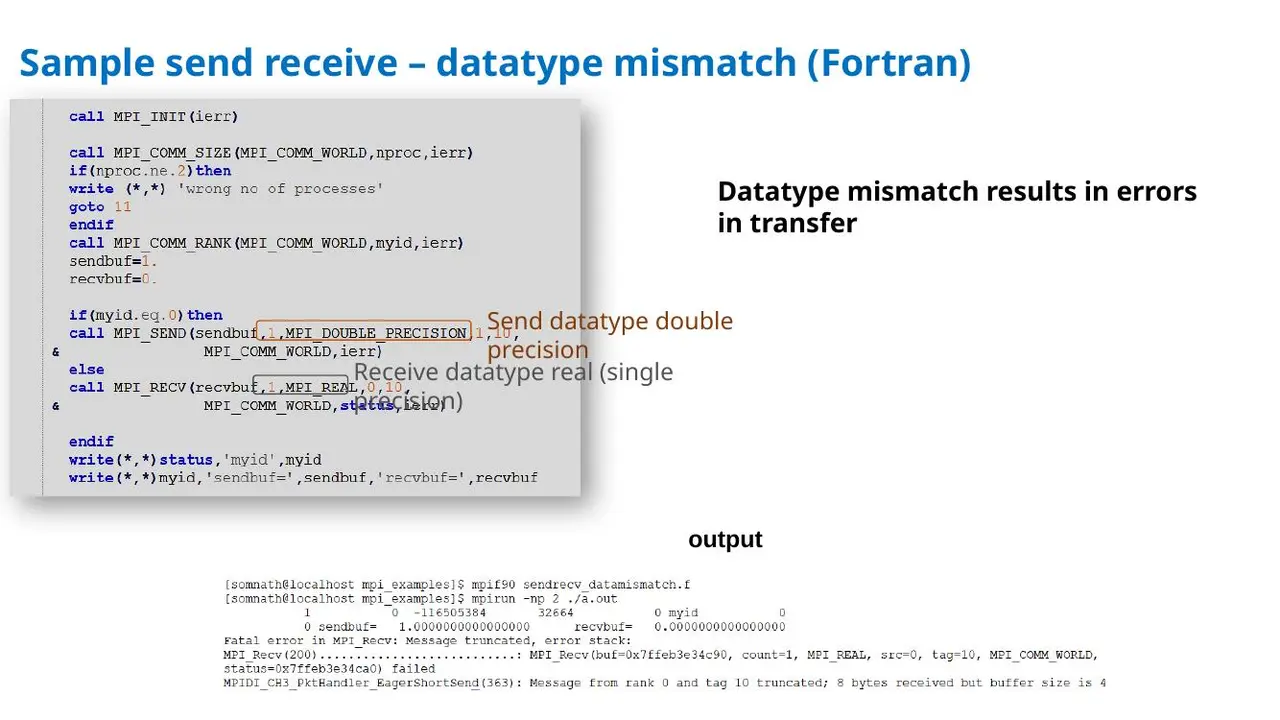 Sample send receive – datatype mismatch (Fortran)
call MPI_INIT(ierr)
call MPI_COMM_SIZE(MPI_COMM_WORLD,nproc,ierr)
if(nproc.ne.2)then
write (*,*) 'wrong no of processes'
goto 11
endif
call MPI_COMM_RANK(MPI_COMM_WORLD,myid,ierr)
sendbuf=1.
recvbuf=0.
if(myid.eq.0)then
call MPI_SEND(sendbuf,1,MPI_DOUBLE_PRECISION,1,10,
& MPI_COMM_WORLD,ierr)
else
call MPI_RECV(recvbuf,1,MPI_REAL,0,10,
& MPI_COMM_WORLD,status,ierr)
endif
write(*,*)status,'myid',myid
write(*,*)myid,'sendbuf=',sendbuf,'recvbuf=',recvbuf
Send datatype double
precision
Receive datatype real (single
precision)
Datatype mismatch results in errors
in transfer
output
[somnath@localhost mpi_examples]$ mpif90 sendrecv_datamismatch.f
[somnath@localhost mpi_examples]$ mpirun -np 2 ./a.out
1 0 -116505384 32664 0 myid 0
0 sendbuf= 1.0000000000000000 recvbuf= 0.0000000000000000
Fatal error in MPI_Recv: Message truncated, error stack:
MPI_Recv(200)...........................: MPI_Recv(buf=0x7ffeb3e34c90, count=1, MPI_REAL, src=0, tag=10, MPI_COMM_WORLD,
status=0x7ffeb3e34ca0) failed
MPIDI_CH3_PktHandler_EagerShortSend(363): Message from rank 0 and tag 10 truncated; 8 bytes received but buffer size is 4